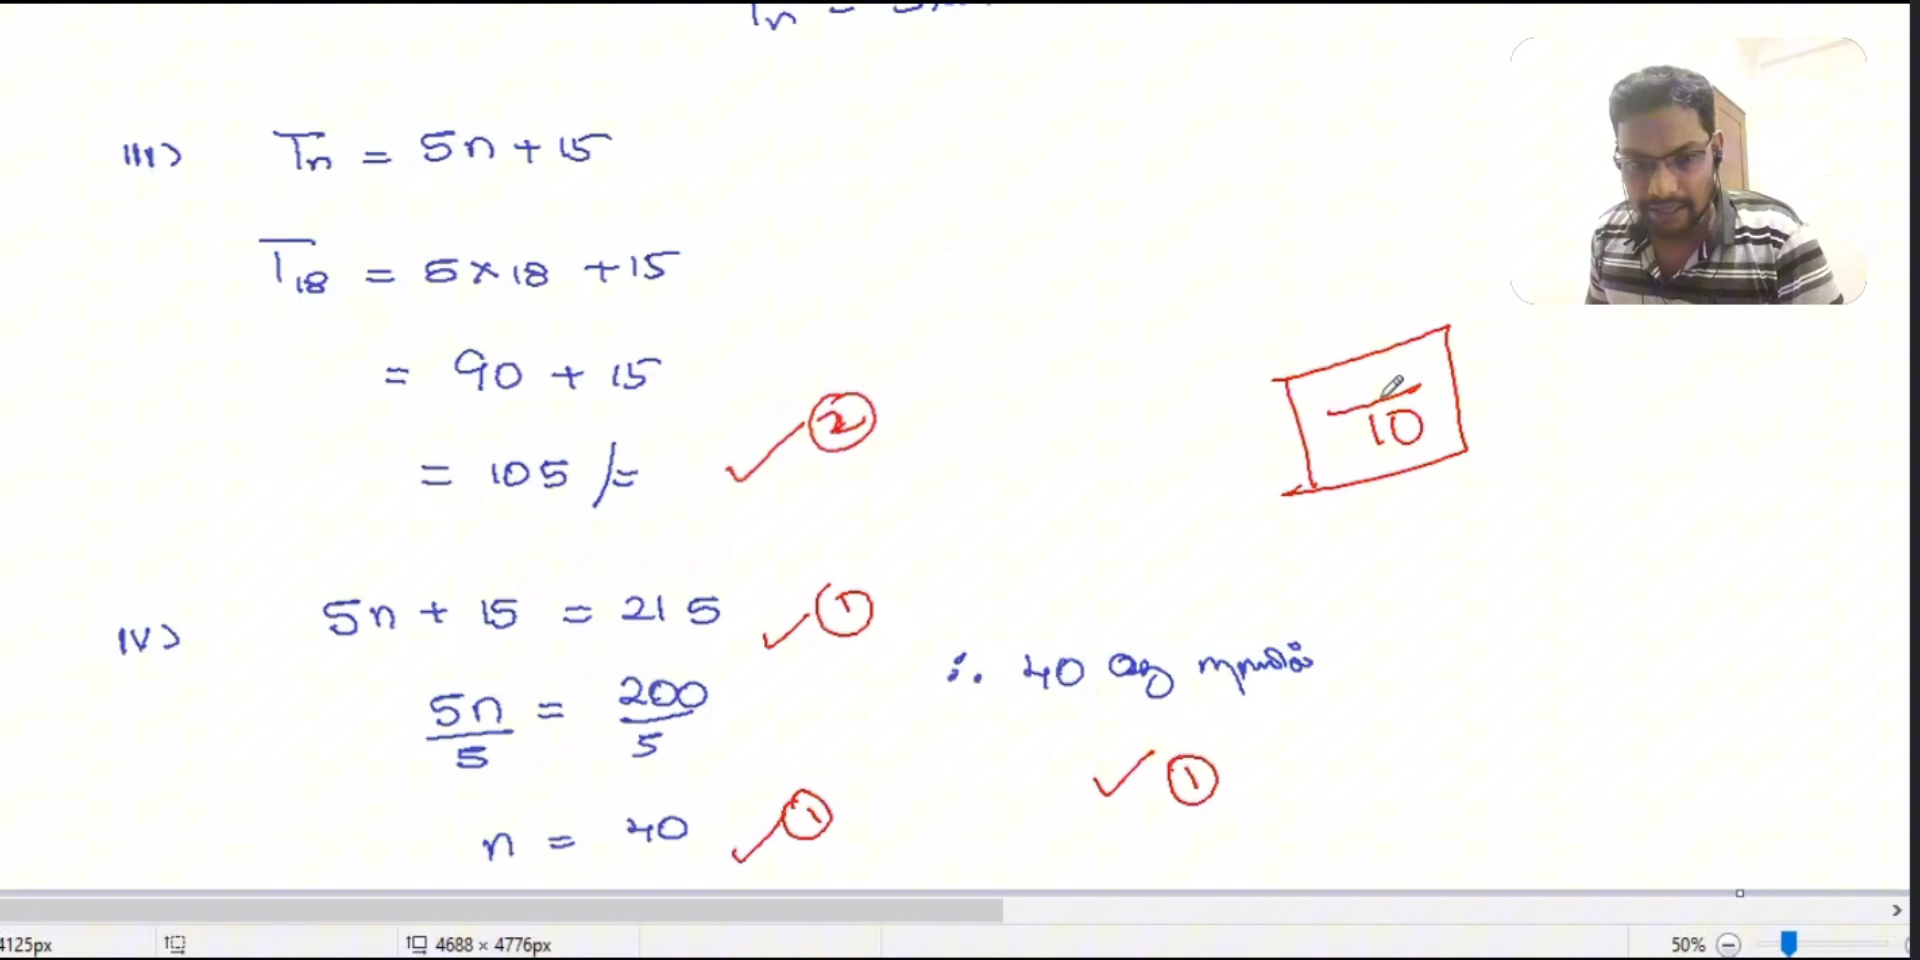 iii) Tn = 5n + 15
T18 = 5 × 18 + 15
= 90 + 15
= 105 /=
2
10
iv) 5n + 15 = 215
1
5n/5 = 200/5
n = 40
1
∴ 40
1
4125px
4688 × 4776px
50%